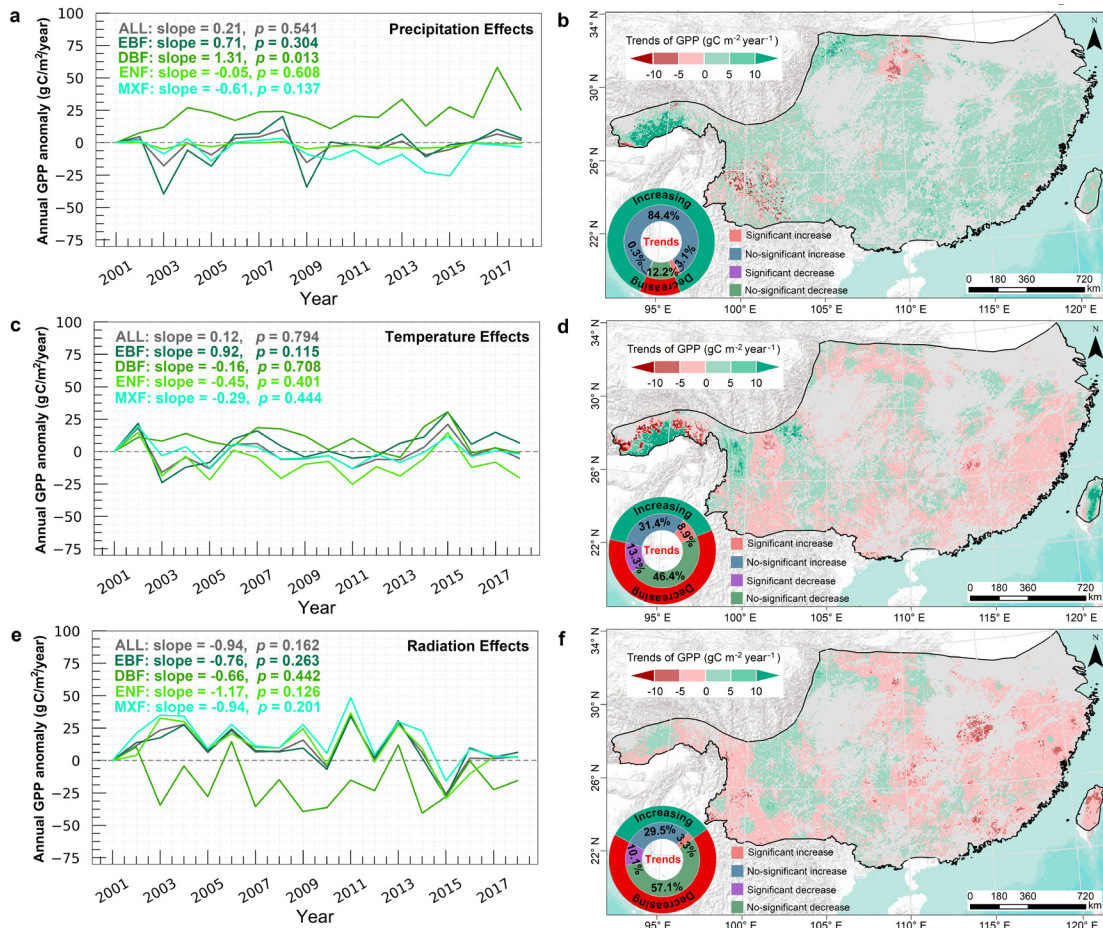 a
Precipitation Effects
ALL: slope = 0.21, p = 0.541
EBF: slope = 0.71, p = 0.304
DBF: slope = 1.31, p = 0.013
ENF: slope = -0.05, p = 0.608
MXF: slope = -0.61, p = 0.137
Annual GPP anomaly (gC/m²/year)
100
75
50
25
0
−25
−50
−75
2001
2003
2005
2007
2009
2011
2013
2015
2017
Year
b
Trends of GPP (gC m⁻² year⁻¹)
-10 -5 0 5 10
N
34° N
30° N
26° N
22° N
Increasing
84.4%
0.3%
Trends
3.1%
12.2%
Decreasing
Significant increase
No-significant increase
Significant decrease
No-significant decrease
0 180 360 720
km
95° E 100° E 105° E 110° E 115° E 120° E
c
Temperature Effects
ALL: slope = 0.12, p = 0.794
EBF: slope = 0.92, p = 0.115
DBF: slope = -0.16, p = 0.708
ENF: slope = -0.45, p = 0.401
MXF: slope = -0.29, p = 0.444
Annual GPP anomaly (gC/m²/year)
100
75
50
25
0
−25
−50
−75
2001
2003
2005
2007
2009
2011
2013
2015
2017
Year
d
Trends of GPP (gC m⁻² year⁻¹)
-10 -5 0 5 10
N
34° N
30° N
26° N
22° N
Increasing
31.4%
8.9%
Trends
13.3%
46.4%
Decreasing
Significant increase
No-significant increase
Significant decrease
No-significant decrease
0 180 360 720
km
95° E 100° E 105° E 110° E 115° E 120° E
e
Radiation Effects
ALL: slope = -0.94, p = 0.162
EBF: slope = -0.76, p = 0.263
DBF: slope = -0.66, p = 0.442
ENF: slope = -1.17, p = 0.126
MXF: slope = -0.94, p = 0.201
Annual GPP anomaly (gC/m²/year)
100
75
50
25
0
−25
−50
−75
2001
2003
2005
2007
2009
2011
2013
2015
2017
Year
f
Trends of GPP (gC m⁻² year⁻¹)
-10 -5 0 5 10
N
34° N
30° N
26° N
22° N
Increasing
29.5%
3.3%
Trends
10.1%
57.1%
Decreasing
Significant increase
No-significant increase
Significant decrease
No-significant decrease
0 180 360 720
km
95° E 100° E 105° E 110° E 115° E 120° E